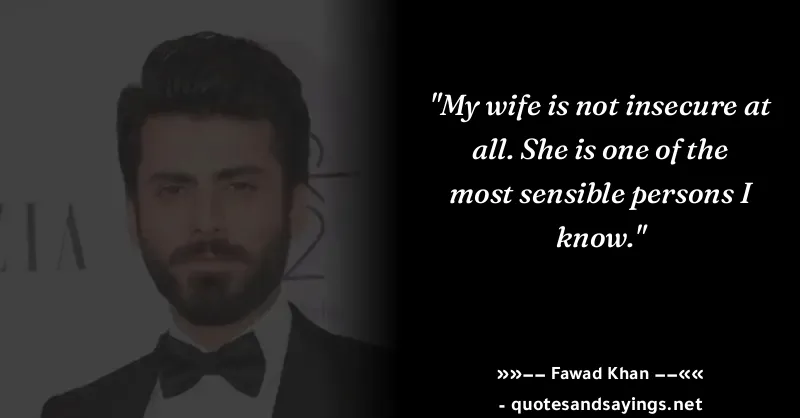 "My wife is not insecure at
all. She is one of the
most sensible persons I
know."
»»−− Fawad Khan −−««
- quotesandsayings.net